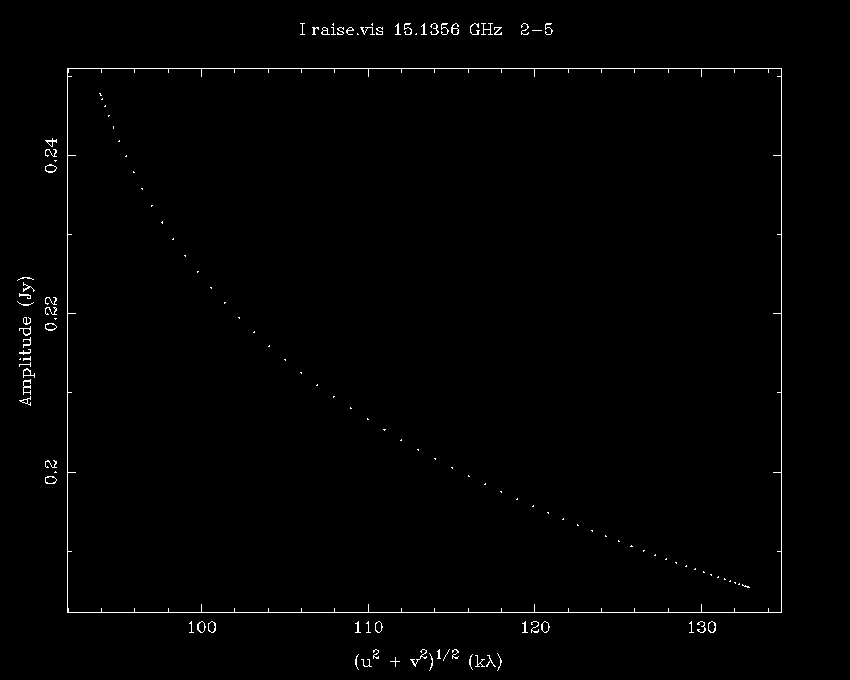 I raise.vis 15.1356 GHz 2−5
0.24
0.22
0.2
Amplitude (Jy)
100 110 120 130
(u² + v²)¹/² (kλ)